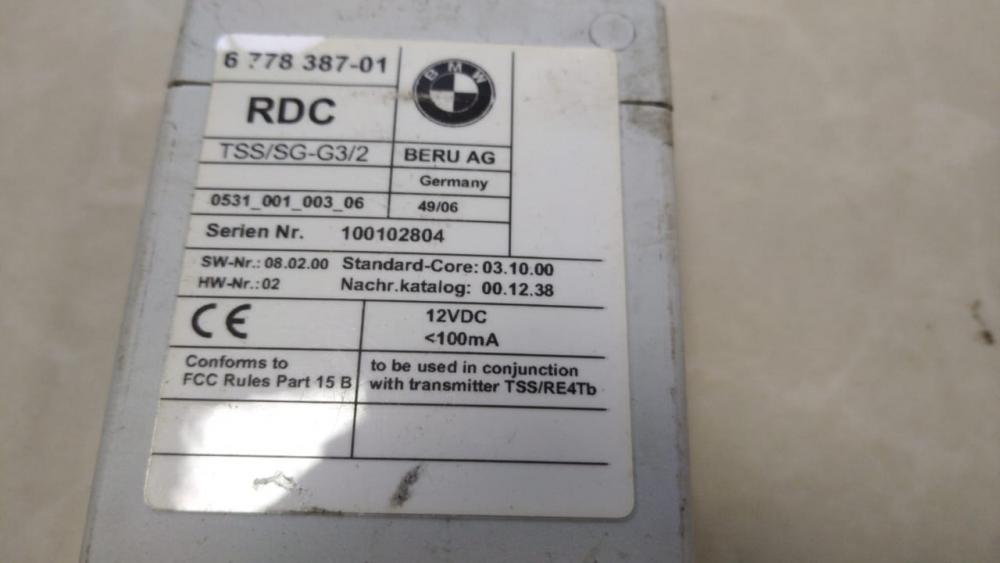 6 778 387-01
BMW
RDC
TSS/SG-G3/2
BERU AG
Germany
0531_001_003_06
49/06
Serien Nr. 100102804
SW-Nr.: 08.02.00 Standard-Core: 03.10.00
HW-Nr.: 02 Nachr.katalog: 00.12.38
CE
12VDC
<100mA
Conforms to
FCC Rules Part 15 B
to be used in conjunction
with transmitter TSS/RE4Tb